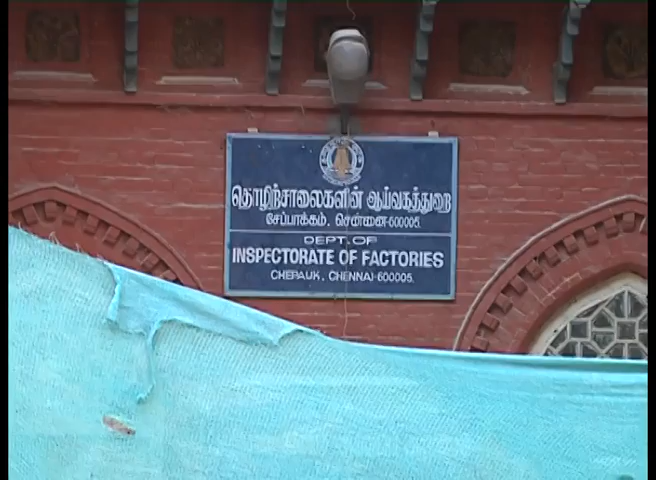 தொழிற்சாலைகளின் ஆய்வகத்துறை
சேப்பாக்கம், சென்னை-600005.
DEPT.OF
INSPECTORATE OF FACTORIES
CHEPAUK, CHENNAI-600005.